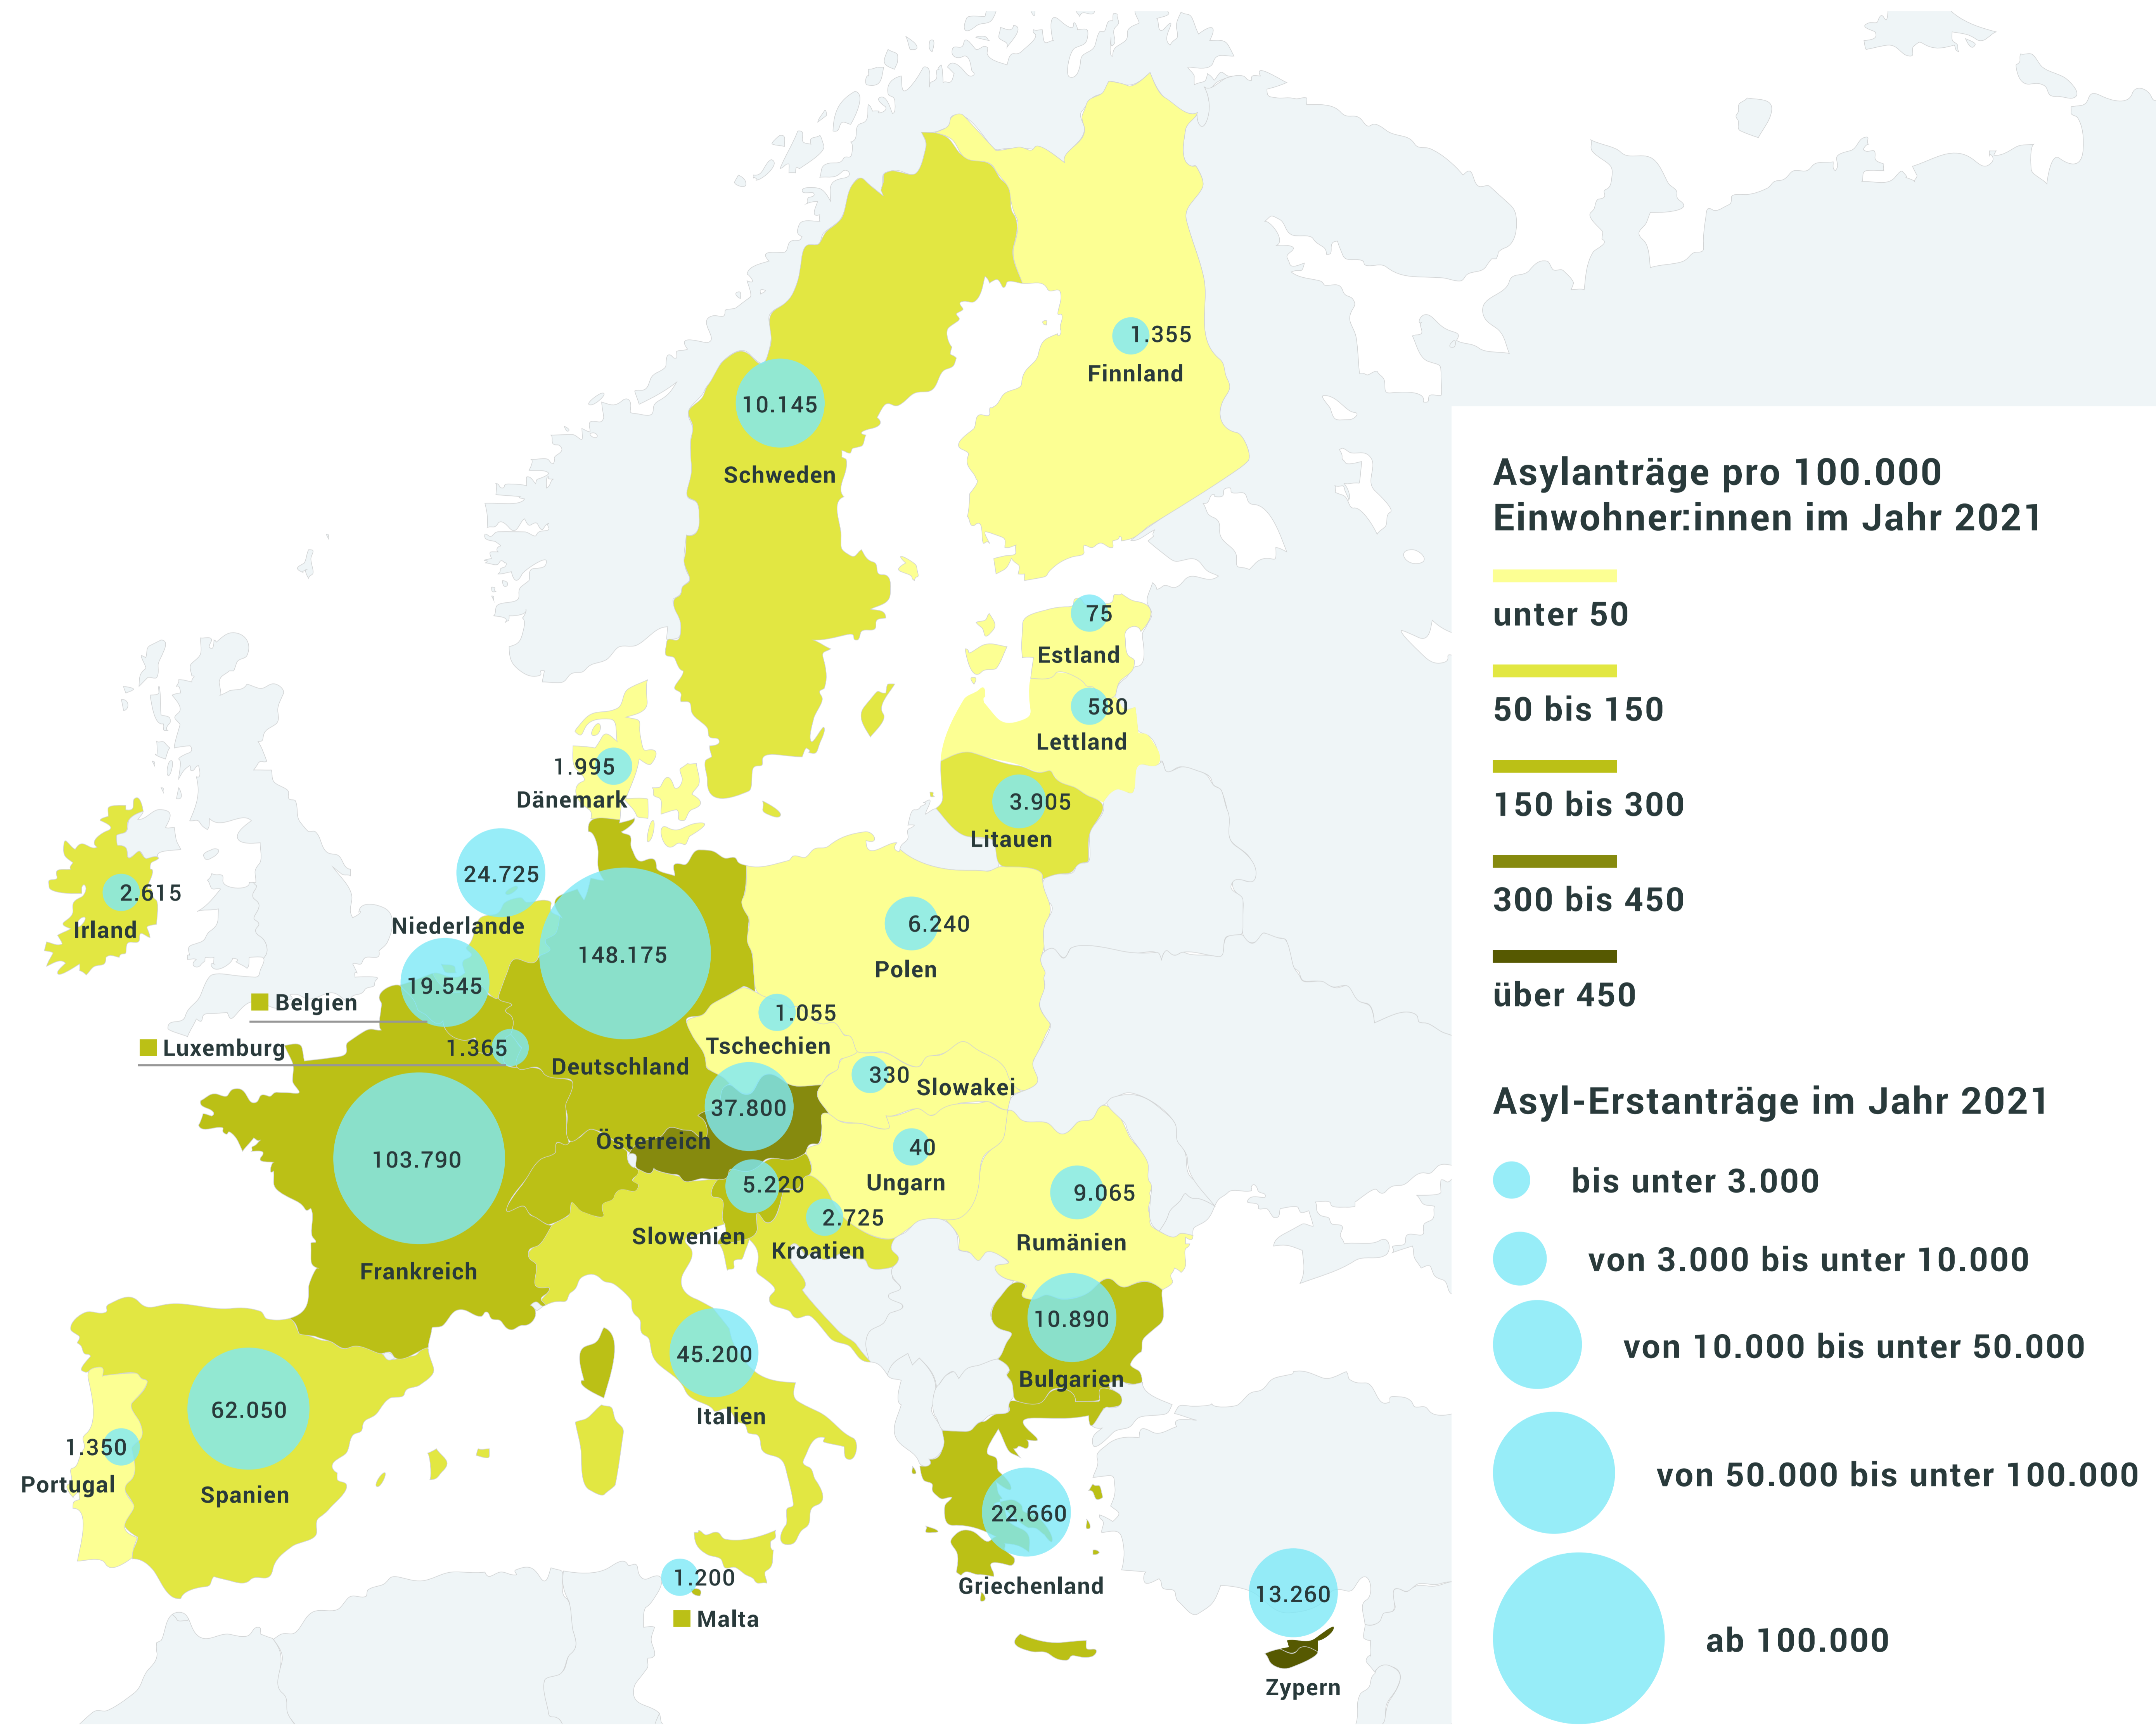 1.355
Finnland
10.145
Schweden
75
Estland
580
Lettland
1.995
Dänemark
3.905
Litauen
24.725
Niederlande
2.615
Irland
148.175
Deutschland
6.240
Polen
19.545
Belgien
1.365
Luxemburg
1.055
Tschechien
330
Slowakei
37.800
Österreich
40
Ungarn
103.790
Frankreich
5.220
Slowenien
2.725
Kroatien
9.065
Rumänien
10.890
Bulgarien
45.200
Italien
62.050
Spanien
1.350
Portugal
22.660
Griechenland
1.200
Malta
13.260
Zypern
Asylanträge pro 100.000
Einwohner:innen im Jahr 2021
unter 50
50 bis 150
150 bis 300
300 bis 450
über 450
Asyl-Erstanträge im Jahr 2021
bis unter 3.000
von 3.000 bis unter 10.000
von 10.000 bis unter 50.000
von 50.000 bis unter 100.000
ab 100.000